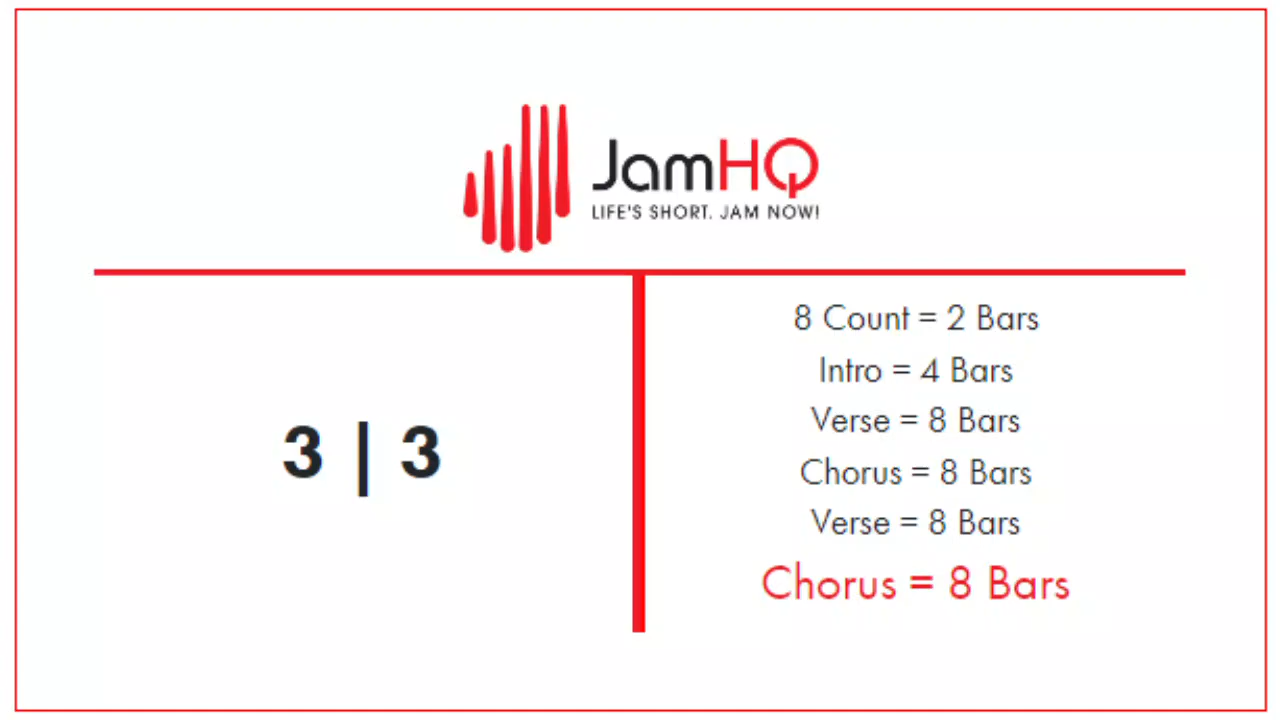 JamHQ
LIFE'S SHORT. JAM NOW!
3 | 3
8 Count = 2 Bars
Intro = 4 Bars
Verse = 8 Bars
Chorus = 8 Bars
Verse = 8 Bars
Chorus = 8 Bars